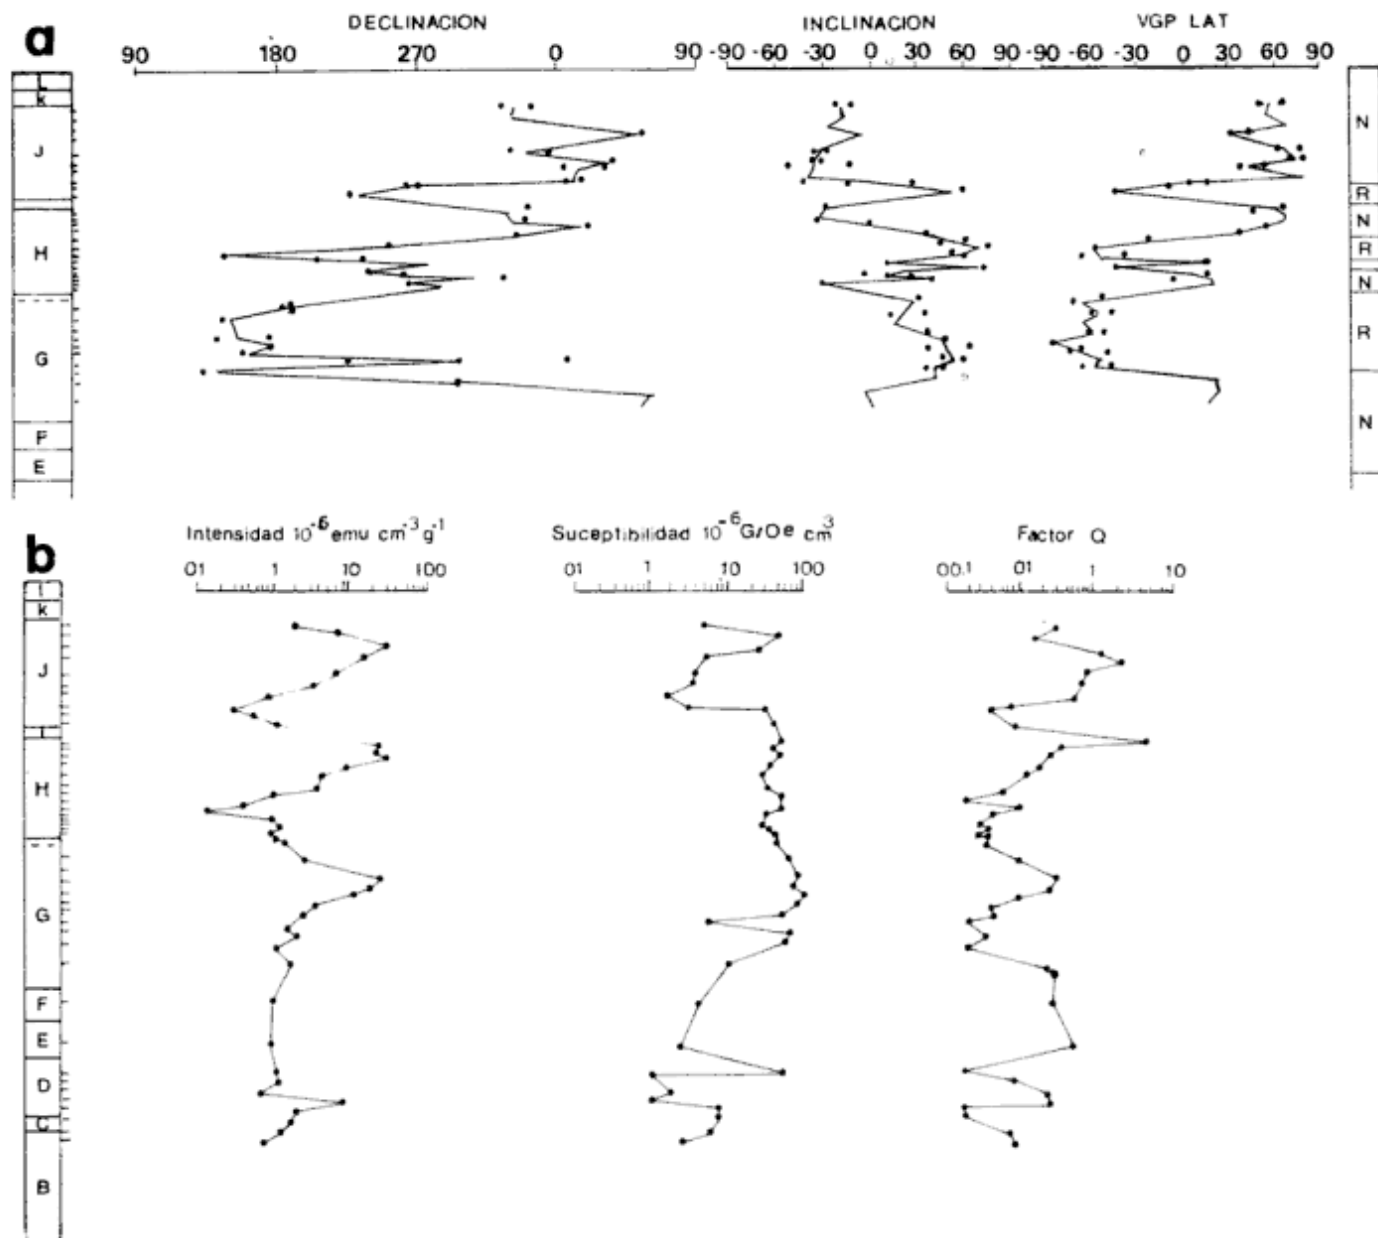 a
DECLINACION INCLINACION VGP LAT
90 180 270 0 90 -90 -60 -30 0 30 60 90 -90 -60 -30 0 30 60 90
L
k
J
H
G
F
E
N
R
N
R
N
R
N
b
Intensidad 10⁻⁶ emu cm⁻³ g⁻¹ Suceptibilidad 10⁻⁶ G/Oe cm³ Factor Q
01 1 10 100 01 1 10 100 00.1 01 1 10
l
k
J
I
H
G
F
E
D
C
B